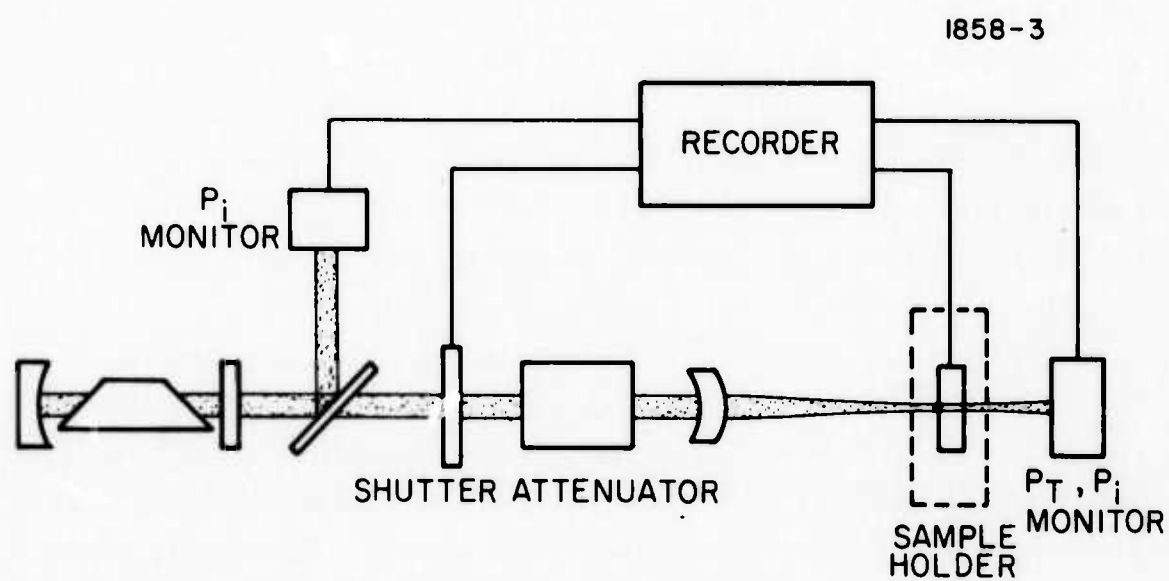 1858-3
RECORDER
Pi
MONITOR
SHUTTER ATTENUATOR
PT, Pi
MONITOR
SAMPLE
HOLDER